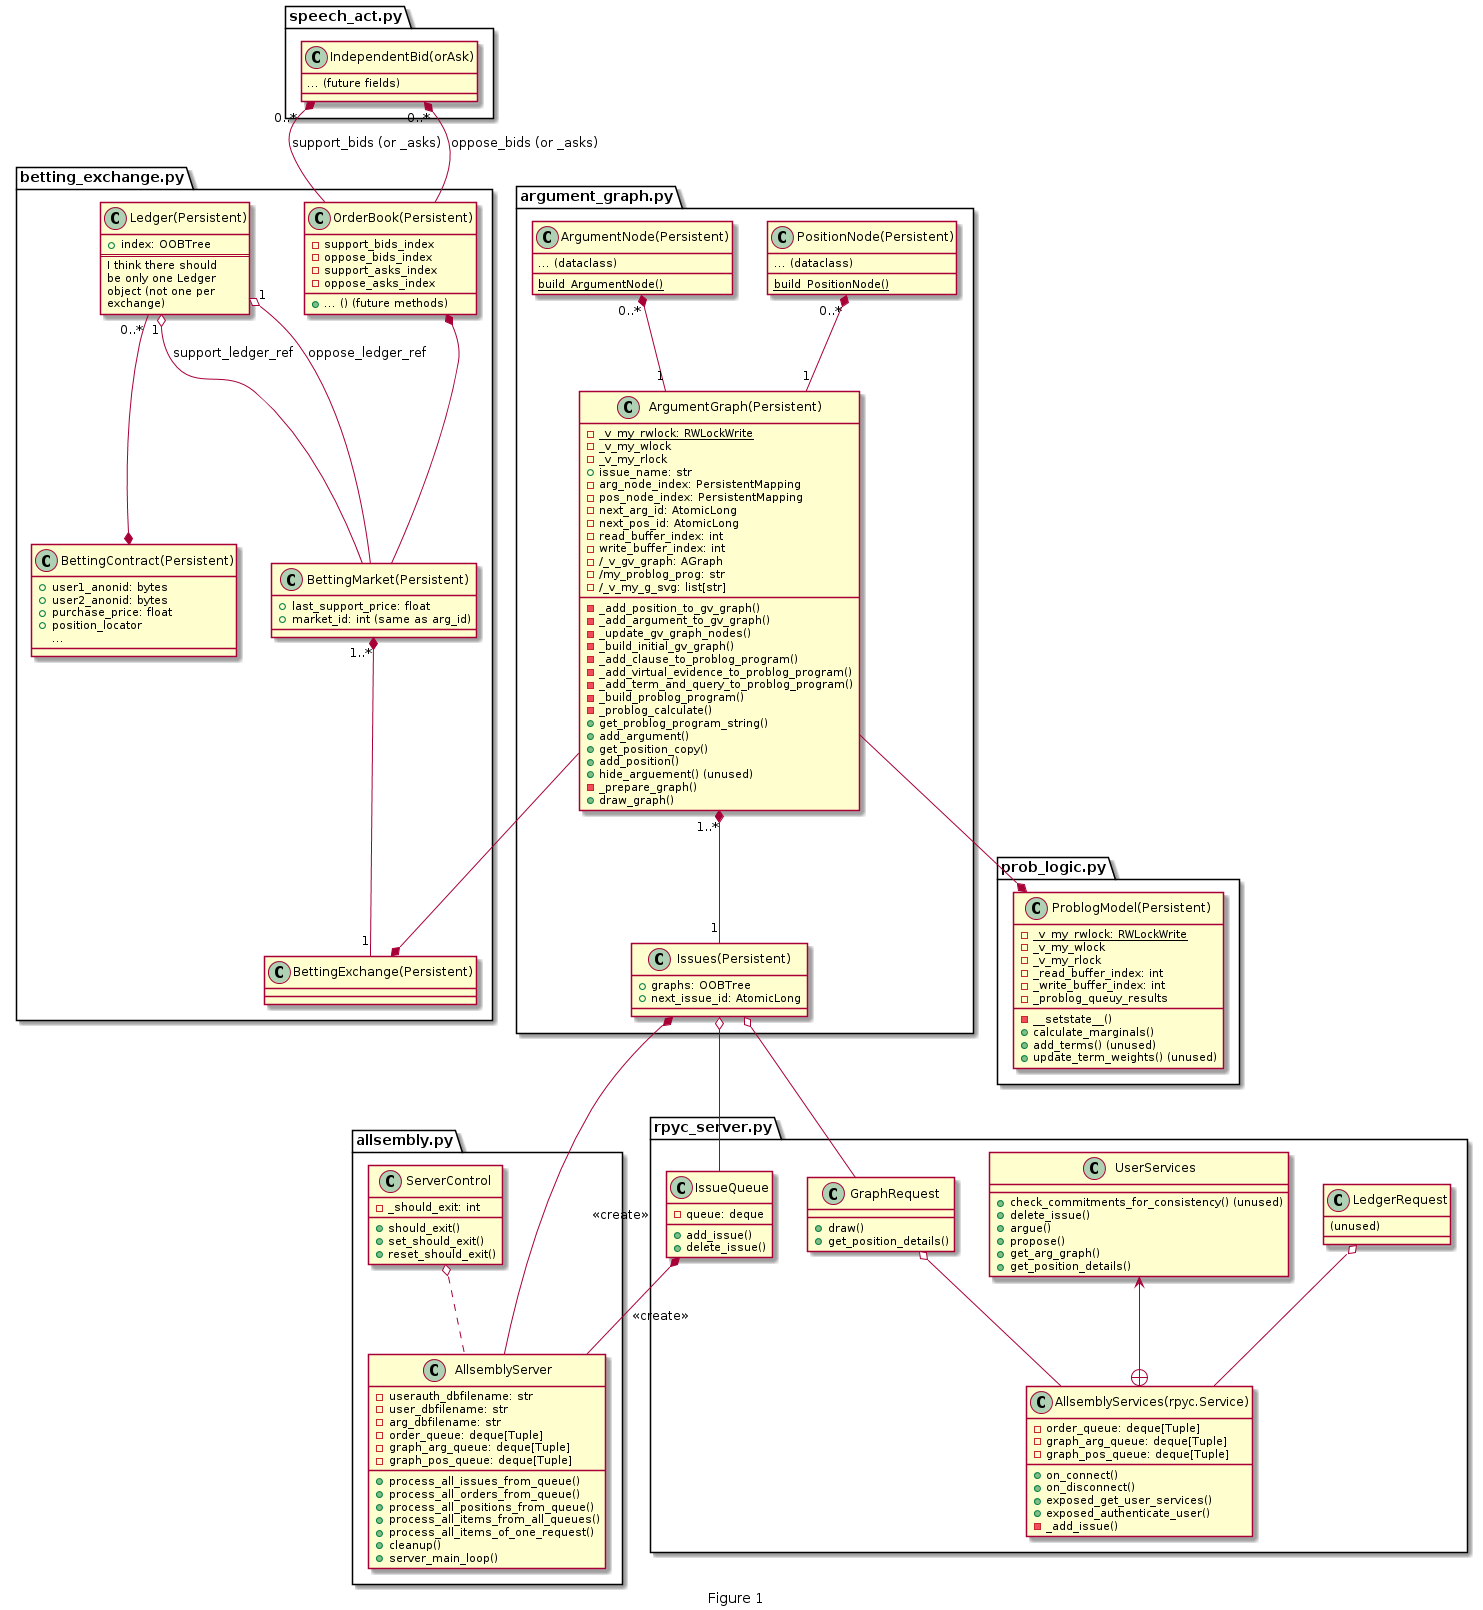 speech_act.py
C IndependentBid(orAsk)
... (future fields)
0..*
0..*
support_bids (or _asks)
oppose_bids (or _asks)
betting_exchange.py
C Ledger(Persistent)
index: OOBTree
I think there should
be only one Ledger
object (not one per
exchange)
C OrderBook(Persistent)
support_bids_index
oppose_bids_index
support_asks_index
oppose_asks_index
... () (future methods)
1
0..*
1
support_ledger_ref
oppose_ledger_ref
C BettingContract(Persistent)
user1_anonid: bytes
user2_anonid: bytes
purchase_price: float
position_locator
...
C BettingMarket(Persistent)
last_support_price: float
market_id: int (same as arg_id)
1..*
1
C BettingExchange(Persistent)
argument_graph.py
C ArgumentNode(Persistent)
... (dataclass)
build_ArgumentNode()
C PositionNode(Persistent)
... (dataclass)
build_PositionNode()
0..*
0..*
1
1
C ArgumentGraph(Persistent)
_v_my_rwlock: RWLockWrite
_v_my_wlock
_v_my_rlock
issue_name: str
arg_node_index: PersistentMapping
pos_node_index: PersistentMapping
next_arg_id: AtomicLong
next_pos_id: AtomicLong
read_buffer_index: int
write_buffer_index: int
/_v_gv_graph: AGraph
/my_problog_prog: str
/_v_my_g_svg: list[str]
_add_position_to_gv_graph()
_add_argument_to_gv_graph()
_update_gv_graph_nodes()
_build_initial_gv_graph()
_add_clause_to_problog_program()
_add_virtual_evidence_to_problog_program()
_add_term_and_query_to_problog_program()
_build_problog_program()
_problog_calculate()
get_problog_program_string()
add_argument()
get_position_copy()
add_position()
hide_arguement() (unused)
_prepare_graph()
draw_graph()
1..*
1
C Issues(Persistent)
graphs: OOBTree
next_issue_id: AtomicLong
prob_logic.py
C ProblogModel(Persistent)
_v_my_rwlock: RWLockWrite
_v_my_wlock
_v_my_rlock
_read_buffer_index: int
_write_buffer_index: int
_problog_queuy_results
__setstate__()
calculate_marginals()
add_terms() (unused)
update_term_weights() (unused)
allsembly.py
C ServerControl
_should_exit: int
should_exit()
set_should_exit()
reset_should_exit()
«create»
«create»
C AllsemblyServer
userauth_dbfilename: str
user_dbfilename: str
arg_dbfilename: str
order_queue: deque[Tuple]
graph_arg_queue: deque[Tuple]
graph_pos_queue: deque[Tuple]
process_all_issues_from_queue()
process_all_orders_from_queue()
process_all_positions_from_queue()
process_all_items_from_all_queues()
process_all_items_of_one_request()
cleanup()
server_main_loop()
rpyc_server.py
C IssueQueue
queue: deque
add_issue()
delete_issue()
C GraphRequest
draw()
get_position_details()
C UserServices
check_commitments_for_consistency() (unused)
delete_issue()
argue()
propose()
get_arg_graph()
get_position_details()
C LedgerRequest
(unused)
C AllsemblyServices(rpyc.Service)
order_queue: deque[Tuple]
graph_arg_queue: deque[Tuple]
graph_pos_queue: deque[Tuple]
on_connect()
on_disconnect()
exposed_get_user_services()
exposed_authenticate_user()
_add_issue()
Figure 1